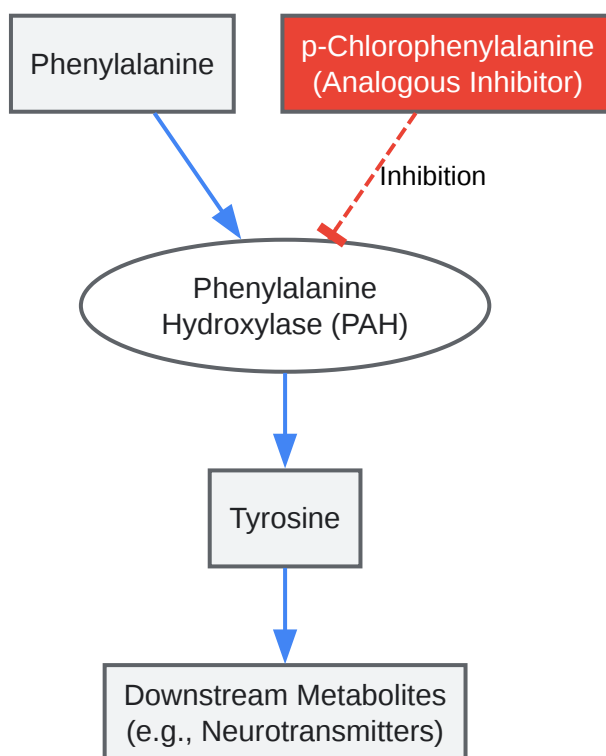 Phenylalanine
p-Chlorophenylalanine
(Analogous Inhibitor)
Inhibition
Phenylalanine
Hydroxylase (PAH)
Tyrosine
Downstream Metabolites
(e.g., Neurotransmitters)